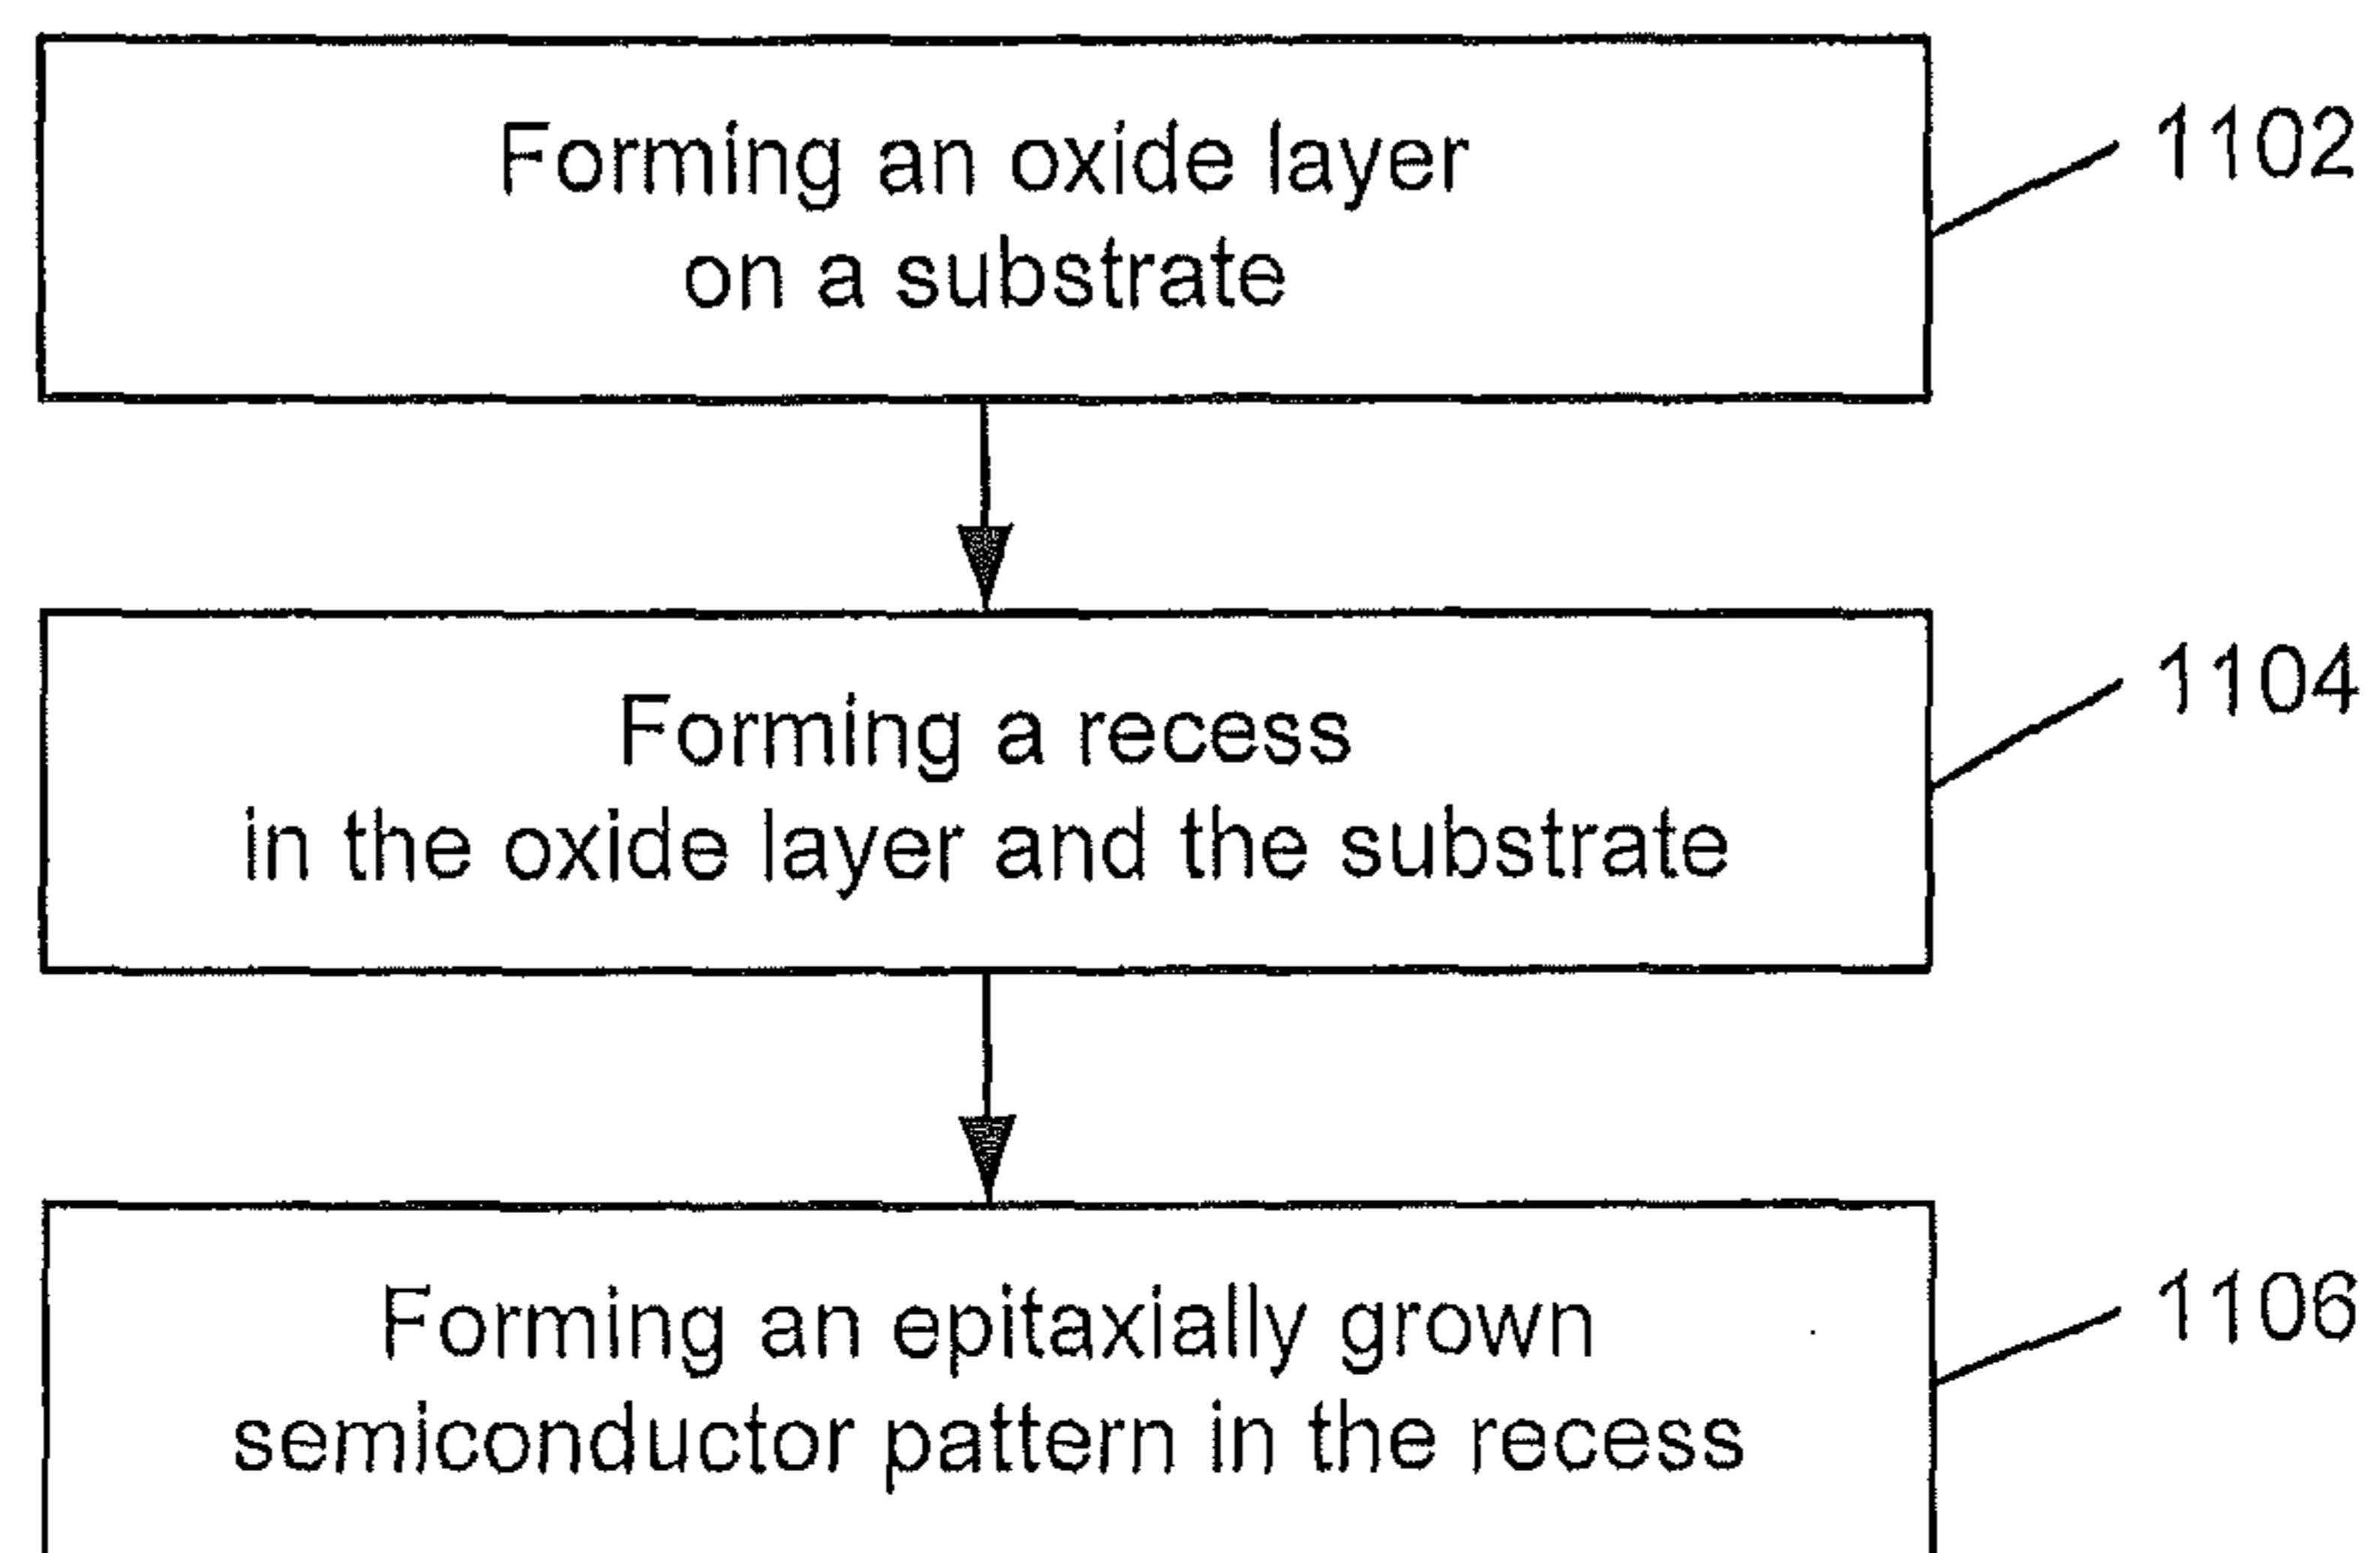 Forming an oxide layer
on a substrate
1102
Forming a recess
in the oxide layer and the substrate
1104
Forming an epitaxially grown
semiconductor pattern in the recess
1106